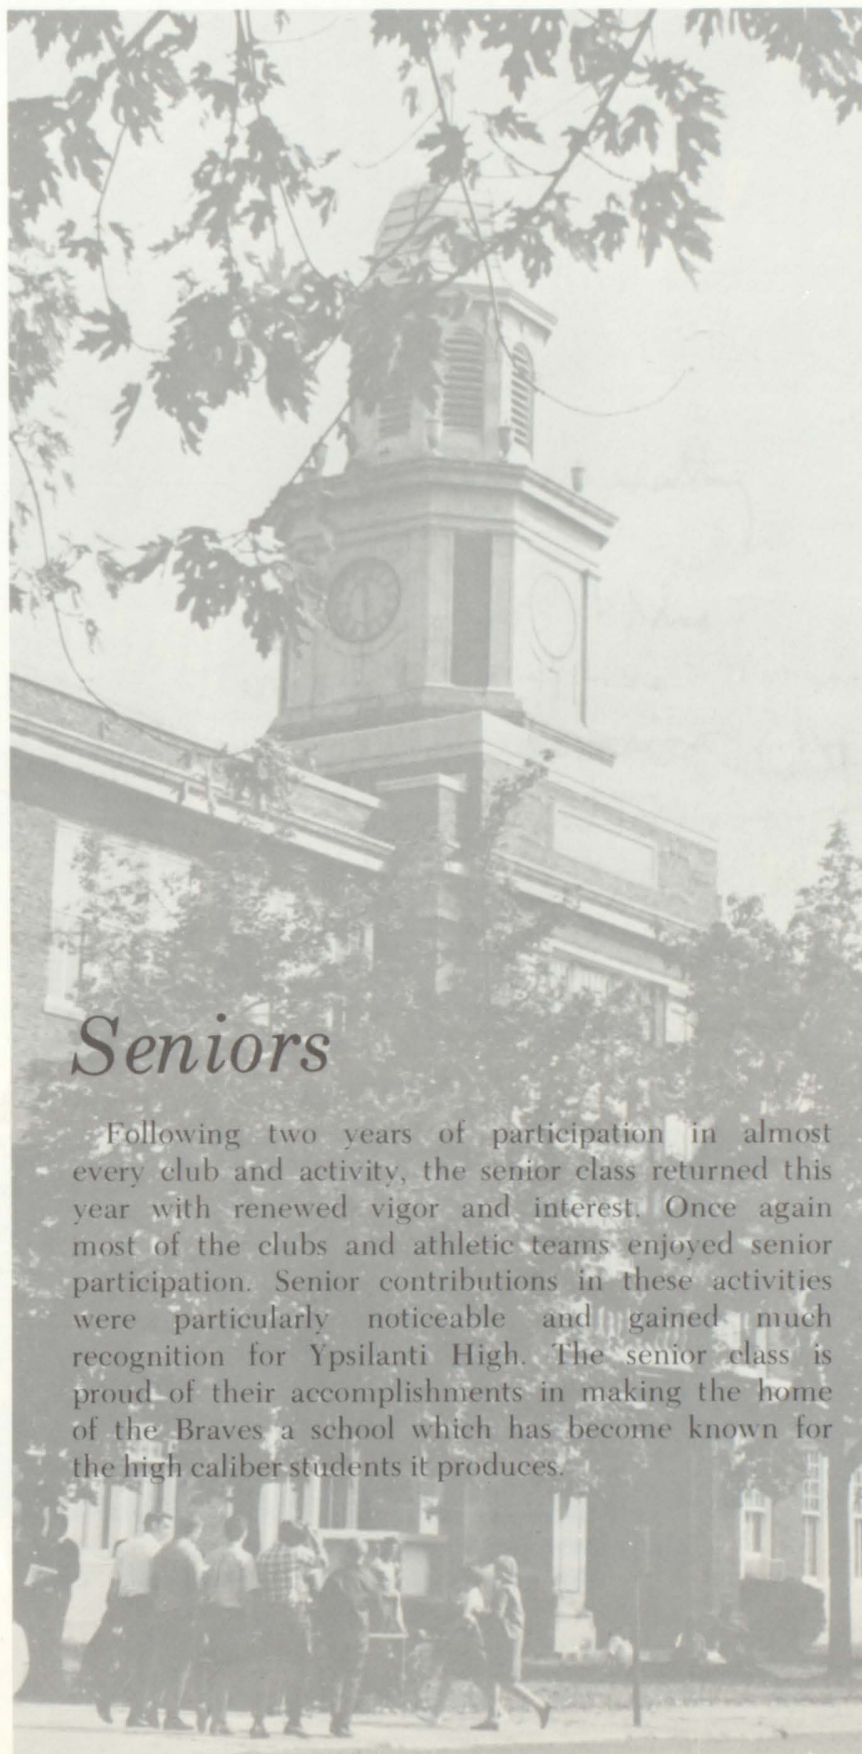 Seniors
Following two years of participation in almost
every club and activity, the senior class returned this
year with renewed vigor and interest. Once again
most of the clubs and athletic teams enjoyed senior
participation. Senior contributions in these activities
were particularly noticeable and gained much
recognition for Ypsilanti High. The senior class is
proud of their accomplishments in making the home
of the Braves a school which has become known for
the high caliber students it produces.